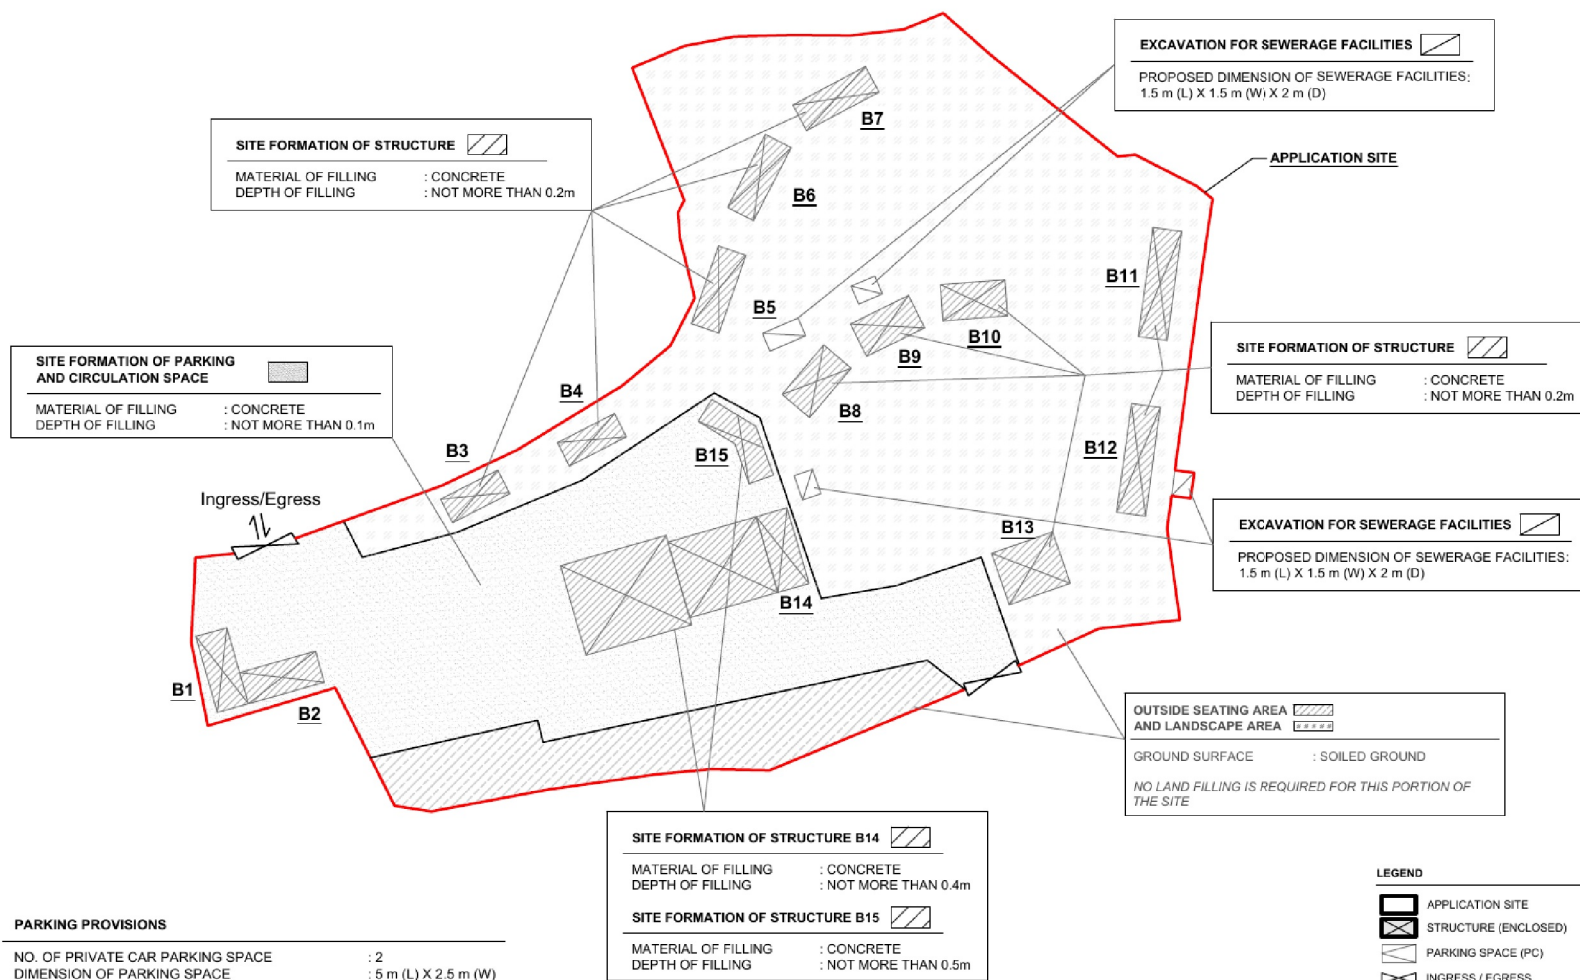 EXCAVATION FOR SEWERAGE FACILITIES
PROPOSED DIMENSION OF SEWERAGE FACILITIES:
1.5 m (L) X 1.5 m (W) X 2 m (D)
B7
SITE FORMATION OF STRUCTURE
MATERIAL OF FILLING : CONCRETE
DEPTH OF FILLING : NOT MORE THAN 0.2m
APPLICATION SITE
B6
B11
B5
B10
B9
SITE FORMATION OF STRUCTURE
MATERIAL OF FILLING : CONCRETE
DEPTH OF FILLING : NOT MORE THAN 0.2m
SITE FORMATION OF PARKING
AND CIRCULATION SPACE
MATERIAL OF FILLING : CONCRETE
DEPTH OF FILLING : NOT MORE THAN 0.1m
B4
B8
B3
B15
B12
Ingress/Egress
B13
EXCAVATION FOR SEWERAGE FACILITIES
PROPOSED DIMENSION OF SEWERAGE FACILITIES:
1.5 m (L) X 1.5 m (W) X 2 m (D)
B14
B1
B2
OUTSIDE SEATING AREA
AND LANDSCAPE AREA
GROUND SURFACE : SOILED GROUND
NO LAND FILLING IS REQUIRED FOR THIS PORTION OF
THE SITE
SITE FORMATION OF STRUCTURE B14
MATERIAL OF FILLING : CONCRETE
DEPTH OF FILLING : NOT MORE THAN 0.4m
SITE FORMATION OF STRUCTURE B15
MATERIAL OF FILLING : CONCRETE
DEPTH OF FILLING : NOT MORE THAN 0.5m
PARKING PROVISIONS
NO. OF PRIVATE CAR PARKING SPACE : 2
DIMENSION OF PARKING SPACE : 5 m (L) X 2.5 m (W)
LEGEND
APPLICATION SITE
STRUCTURE (ENCLOSED)
PARKING SPACE (PC)
INGRESS / EGRESS